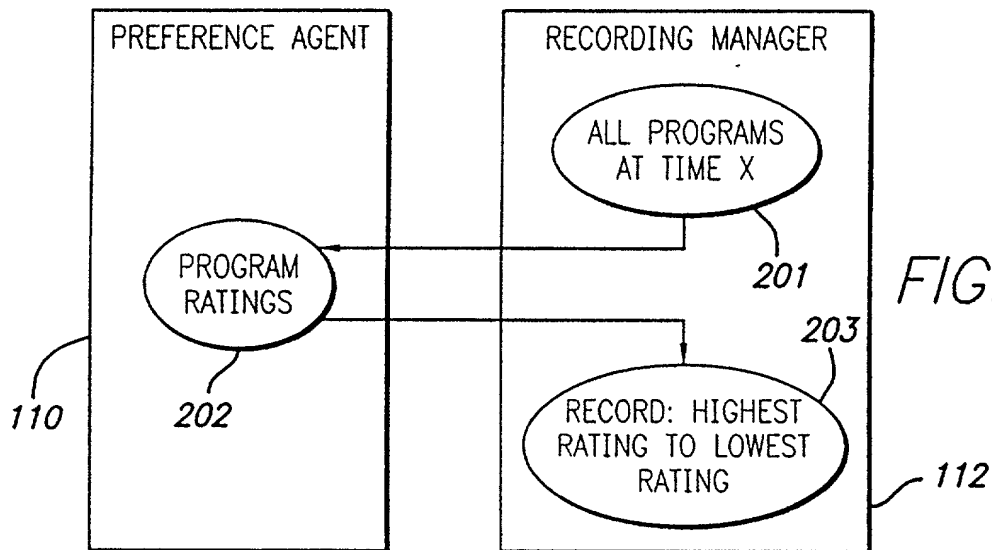 PREFERENCE AGENT
RECORDING MANAGER
ALL PROGRAMS
AT TIME X
201
PROGRAM
RATINGS
202
110
203
RECORD: HIGHEST
RATING TO LOWEST
RATING
112
FIG.